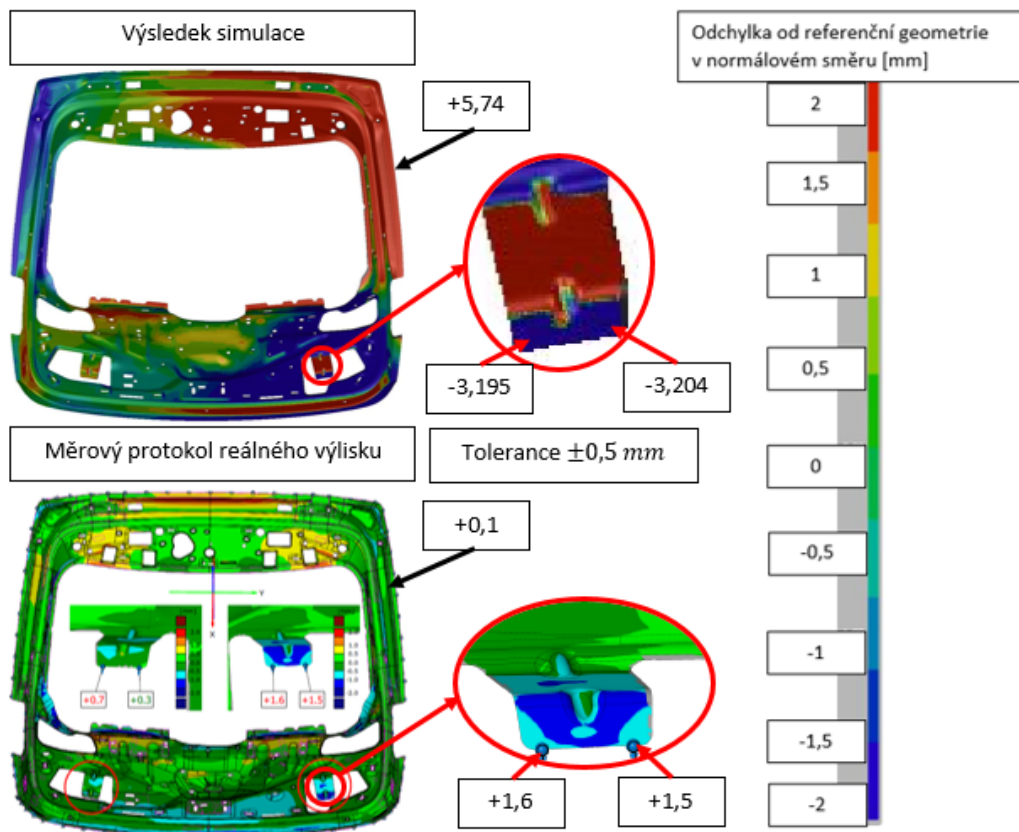 Výsledek simulace
Odchylka od referenční geometrie
v normálovém směru [mm]
+5,74
2
1,5
1
0,5
0
-0,5
-1
-1,5
-2
-3,195
-3,204
Měrový protokol reálného výlisku
Tolerance ±0,5 mm
+0,1
Y
X
+0.7
+0.3
+1.6
+1.5
+1,6
+1,5